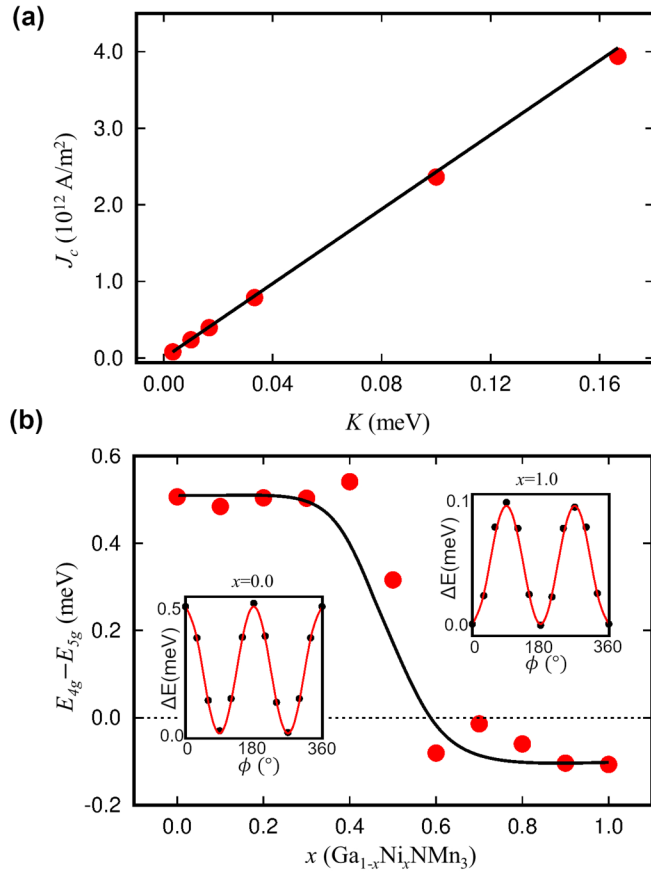 (a)
4.0
3.0
2.0
1.0
0.0
J_c (10^12 A/m^2)
0.00 0.04 0.08 0.12 0.16
K (meV)
(b)
0.6
0.4
0.2
0.0
-0.2
E_4g−E_5g (meV)
x=1.0
0.1
0.0
ΔE(meV)
0 180 360
ϕ (°)
x=0.0
0.5
0.0
ΔE(meV)
0 180 360
ϕ (°)
0.0 0.2 0.4 0.6 0.8 1.0
x (Ga_1-xNi_xNMn_3)